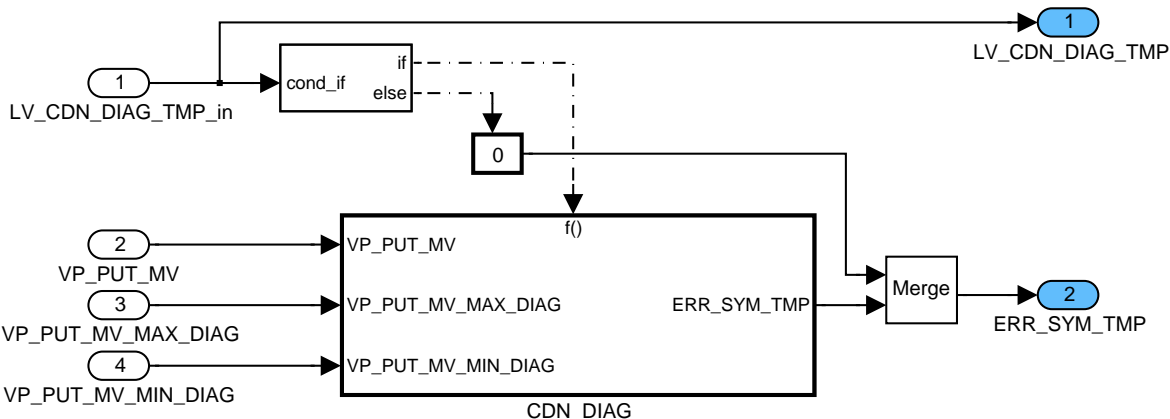 1
LV_CDN_DIAG_TMP
if
1
cond_if
else
LV_CDN_DIAG_TMP_in
0
f()
2
VP_PUT_MV
VP_PUT_MV
Merge
2
3
VP_PUT_MV_MAX_DIAG
ERR_SYM_TMP
ERR_SYM_TMP
VP_PUT_MV_MAX_DIAG
4
VP_PUT_MV_MIN_DIAG
VP_PUT_MV_MIN_DIAG
CDN_DIAG